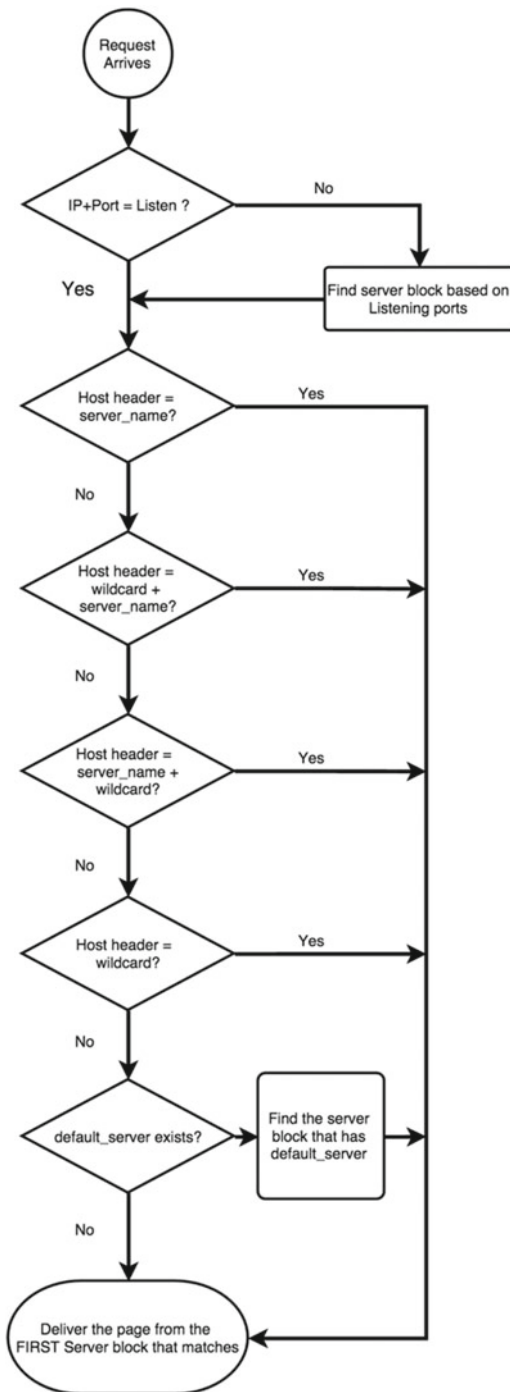 Request
Arrives
IP+Port = Listen ?
No
Yes
Find server block based on
Listening ports
Host header =
server_name?
Yes
No
Host header =
wildcard +
server_name?
Yes
No
Host header =
server_name +
wildcard?
Yes
No
Host header =
wildcard?
Yes
No
default_server exists?
Find the server
block that has
default_server
No
Deliver the page from the
FIRST Server block that matches